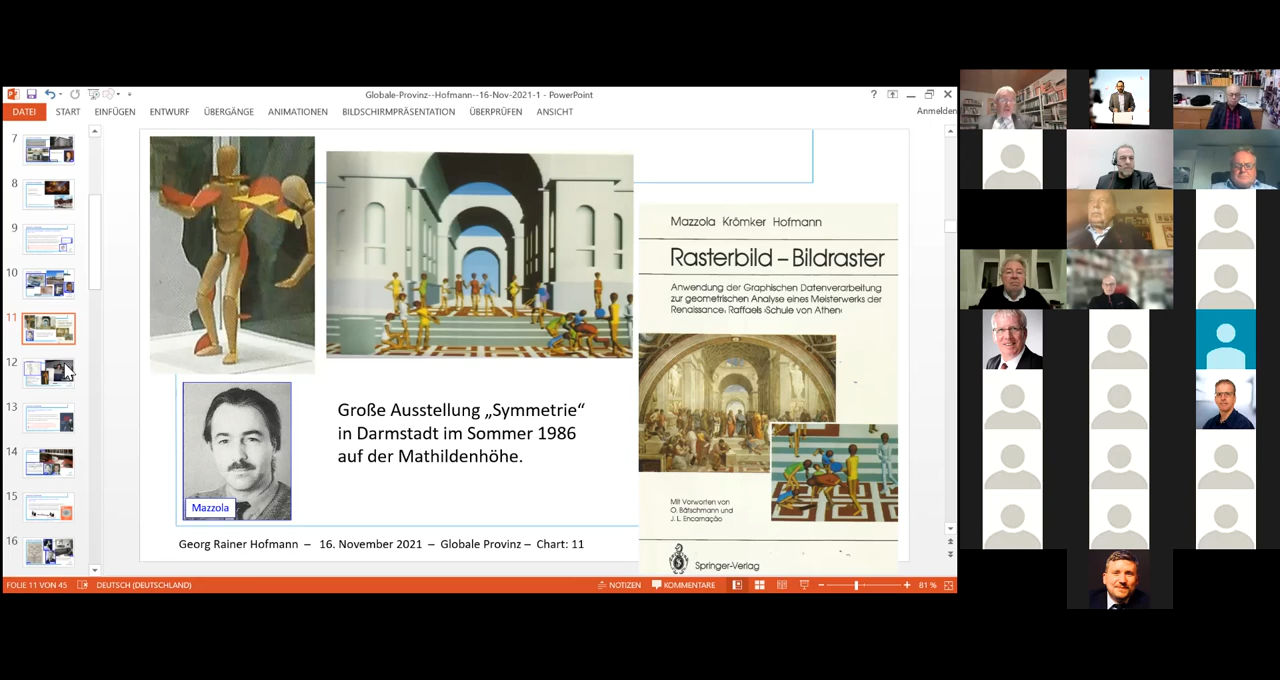 Globale-Provinz--Hofmann--16-Nov-2021-1 - PowerPoint
?
DATEI START EINFÜGEN ENTWURF ÜBERGÄNGE ANIMATIONEN BILDSCHIRMPRÄSENTATION ÜBERPRÜFEN ANSICHT
Anmelden
7
8
9
10
11
12
13
14
15
16
Mazzola Krömker Hofmann
Rasterbild – Bildraster
Anwendung der Graphischen Datenverarbeitung
zur geometrischen Analyse eines Meisterwerks der
Renaissance: Raffaels ›Schule von Athen‹
Mit Vorworten von
O. Bätschmann und
J. L. Encarnação
Springer-Verlag
Große Ausstellung „Symmetrie“
in Darmstadt im Sommer 1986
auf der Mathildenhöhe.
Mazzola
Georg Rainer Hofmann – 16. November 2021 – Globale Provinz – Chart: 11
FOLIE 11 VON 45 DEUTSCH (DEUTSCHLAND) NOTIZEN KOMMENTARE 81 %